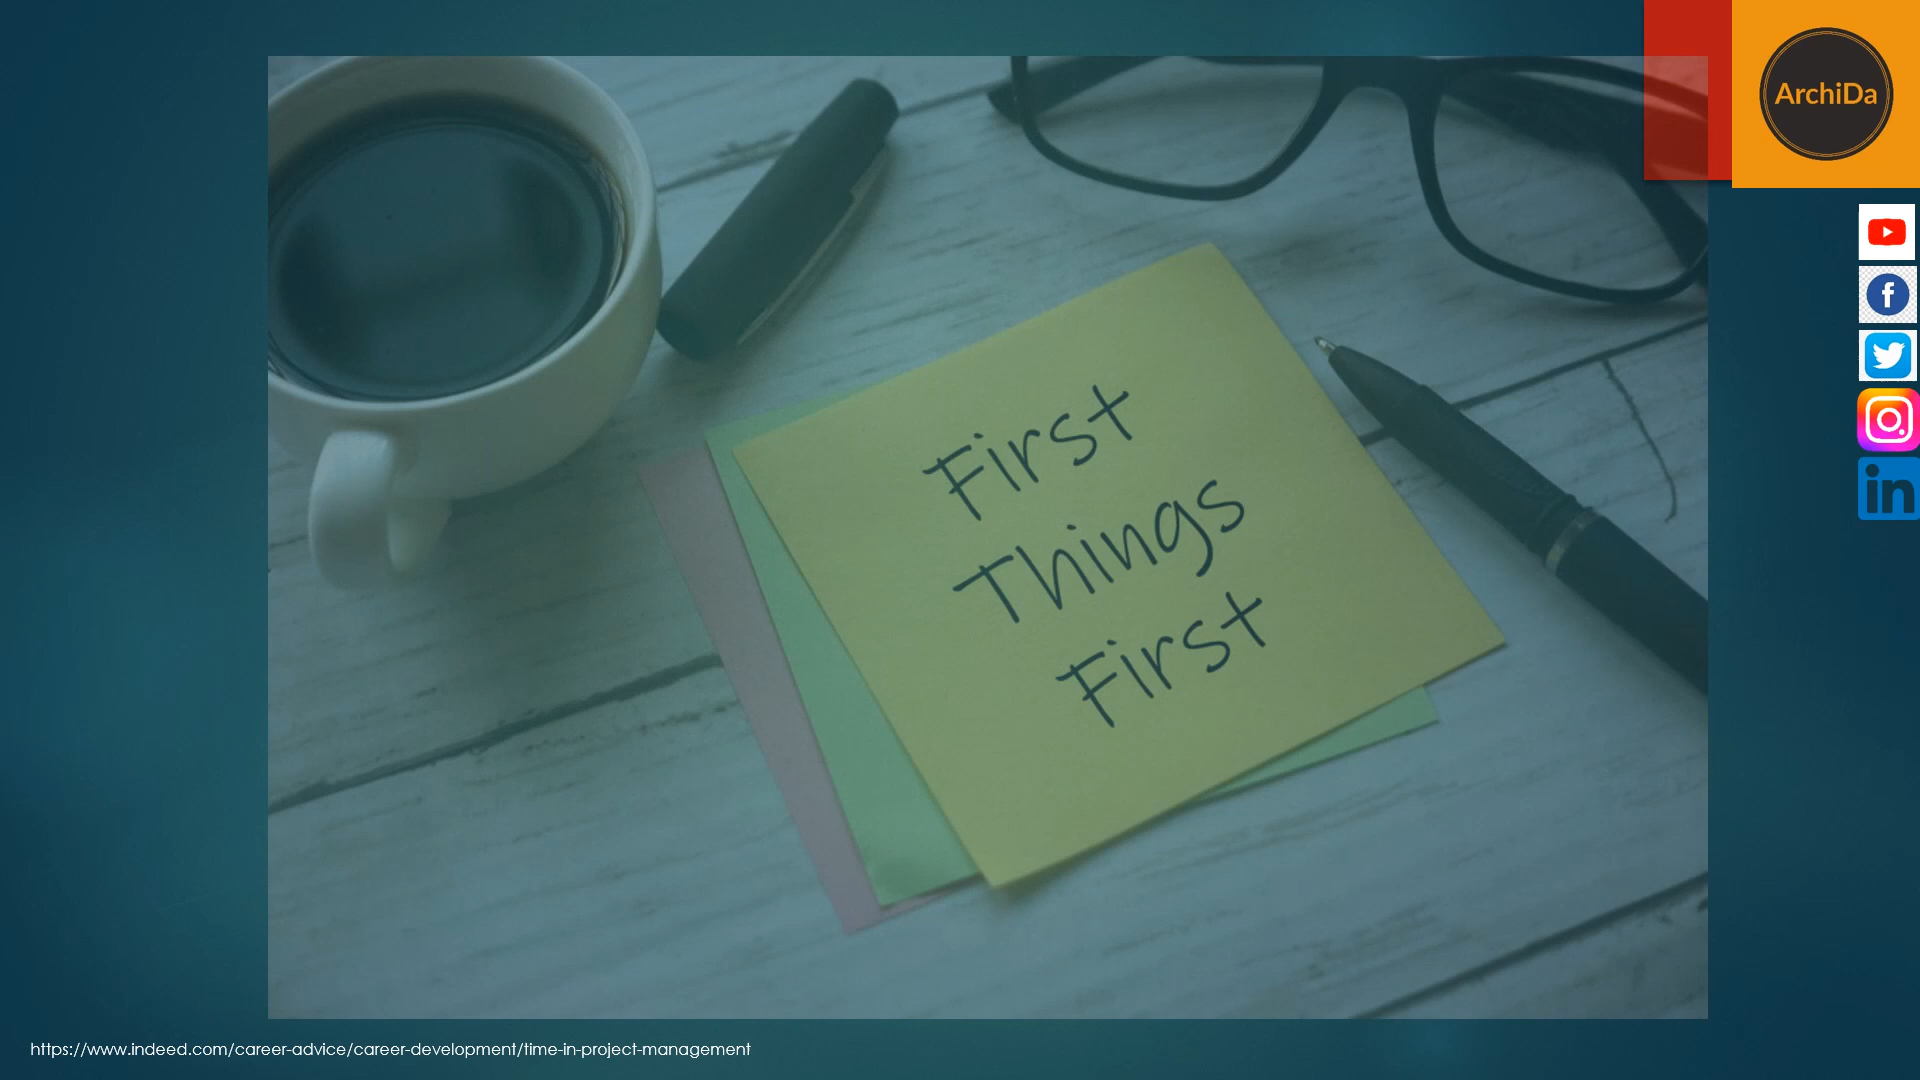 ArchiDa
First
Things
First
https://www.indeed.com/career-advice/career-development/time-in-project-management